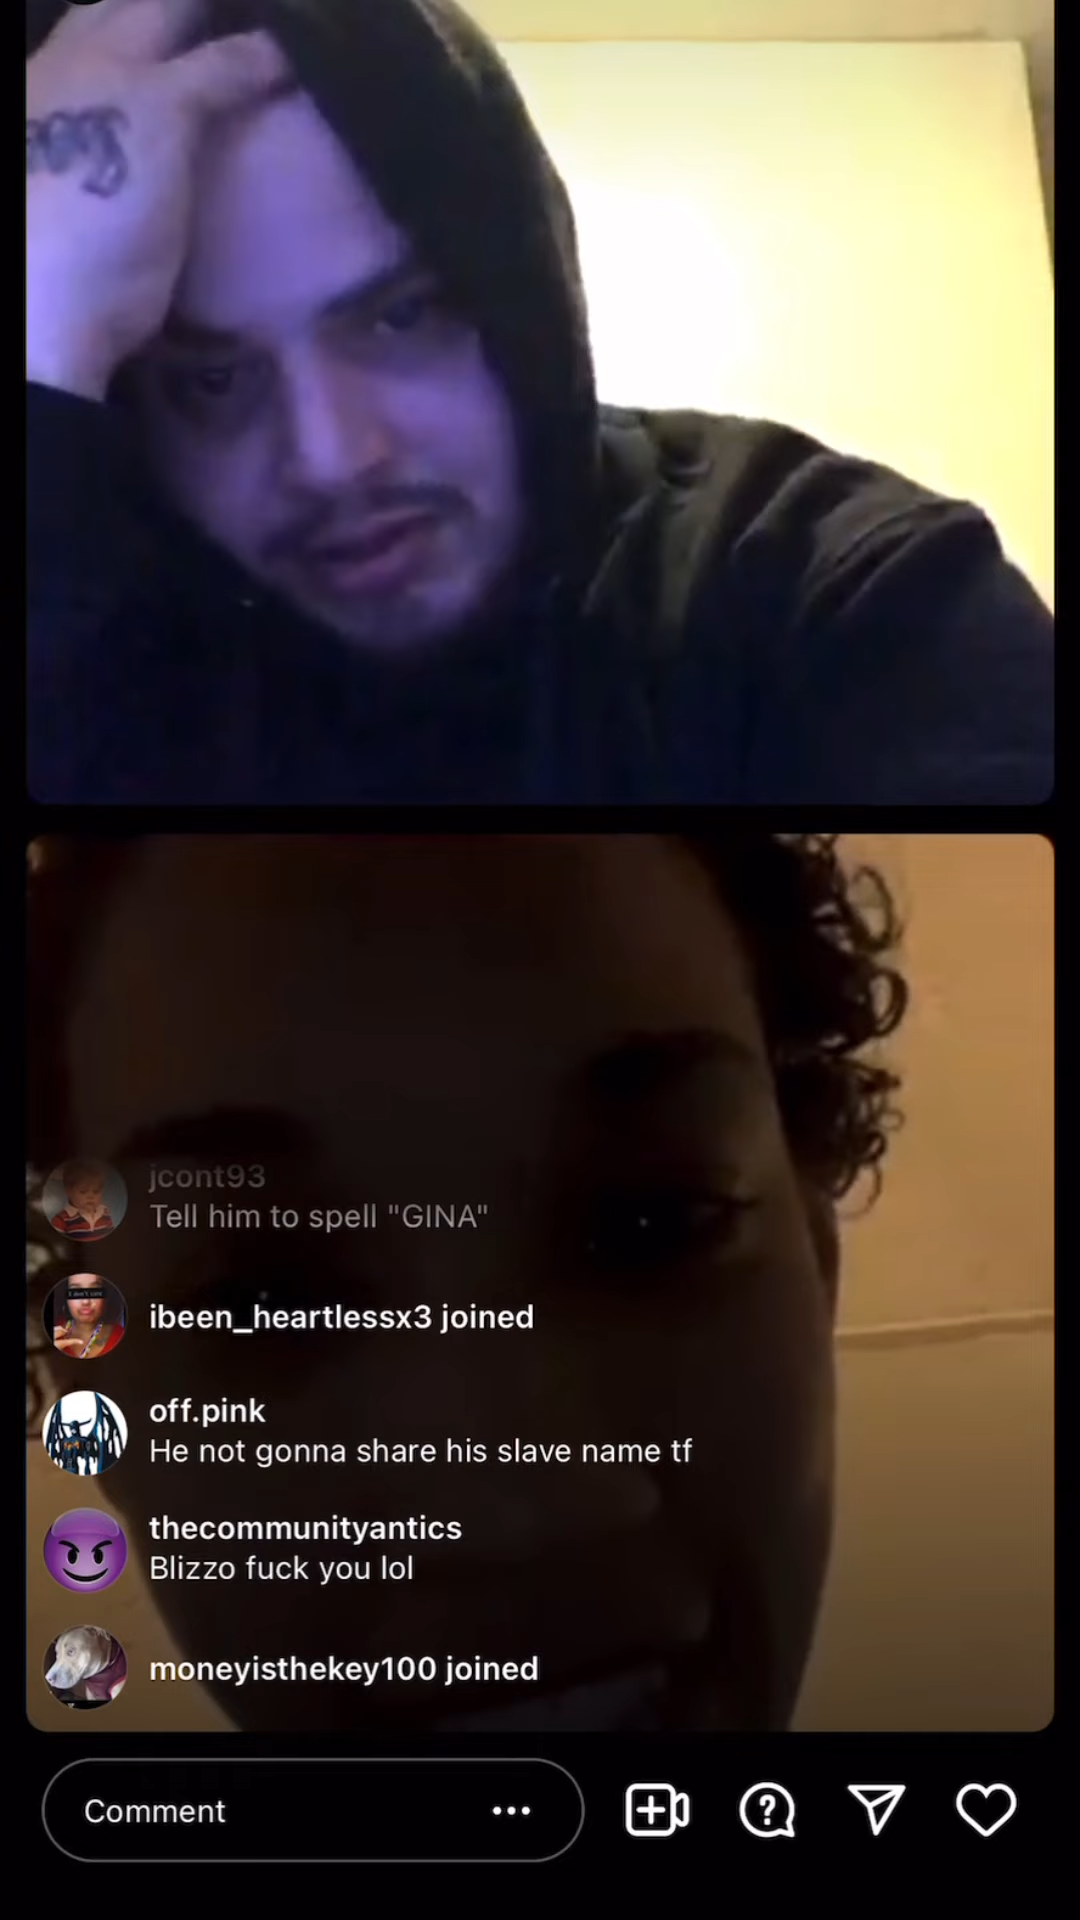 jcont93
Tell him to spell "GINA"
ibeen_heartlessx3 joined
off.pink
He not gonna share his slave name tf
thecommunityantics
Blizzo fuck you lol
moneyisthekey100 joined
Comment